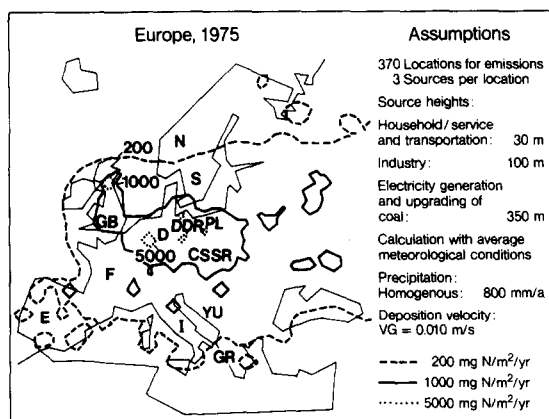 Europe, 1975
200
N
1000
S
GB
D
DDR
PL
5000
CSSR
F
E
I
YU
GR
Assumptions
370 Locations for emissions
3 Sources per location
Source heights:
Household/service
and transportation: 30 m
Industry: 100 m
Electricity generation
and upgrading of
coal: 350 m
Calculation with average
meteorological conditions
Precipitation:
Homogenous: 800 mm/a
Deposition velocity:
VG = 0.010 m/s
200 mg N/m²/yr
1000 mg N/m²/yr
5000 mg N/m²/yr